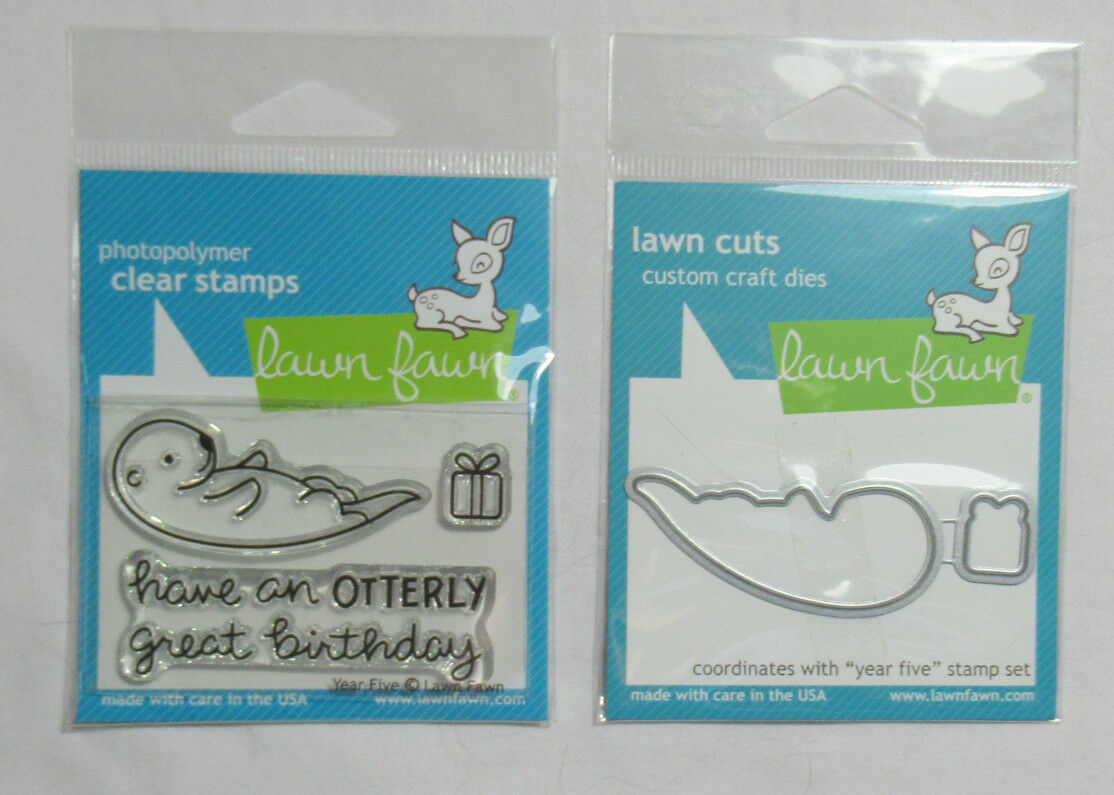 photopolymer
clear stamps
lawn fawn®
have an OTTERLY
great birthday
Year Five © Lawn Fawn
made with care in the USA www.lawnfawn.com
lawn cuts
custom craft dies
lawn fawn®
coordinates with “year five” stamp set
made with care in the USA www.lawnfawn.com